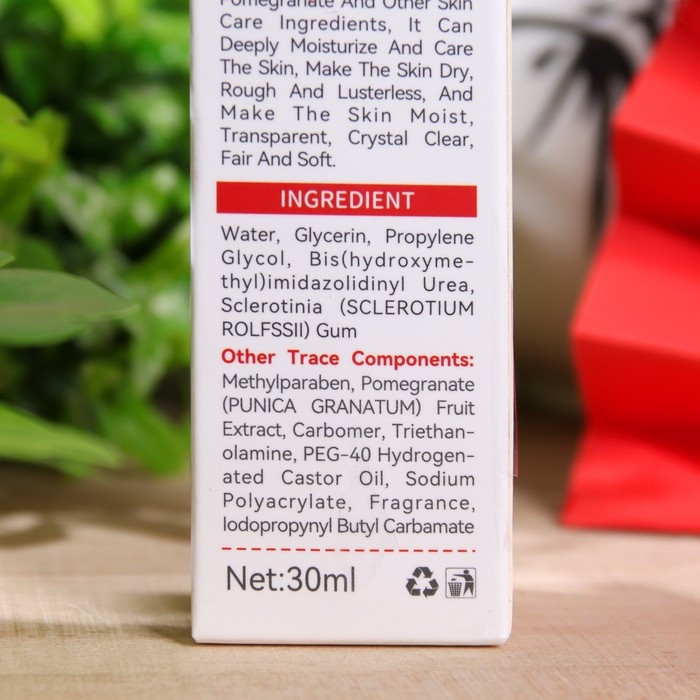 Pomegranate And Other Skin
Care Ingredients, It Can
Deeply Moisturize And Care
The Skin, Make The Skin Dry,
Rough And Lusterless, And
Make The Skin Moist,
Transparent, Crystal Clear,
Fair And Soft.
INGREDIENT
Water, Glycerin, Propylene
Glycol, Bis(hydroxyme-
thyl)imidazolidinyl Urea,
Sclerotinia (SCLEROTIUM
ROLFSSII) Gum
Other Trace Components:
Methylparaben, Pomegranate
(PUNICA GRANATUM) Fruit
Extract, Carbomer, Triethan-
olamine, PEG-40 Hydrogen-
ated Castor Oil, Sodium
Polyacrylate, Fragrance,
Iodopropynyl Butyl Carbamate
Net:30ml